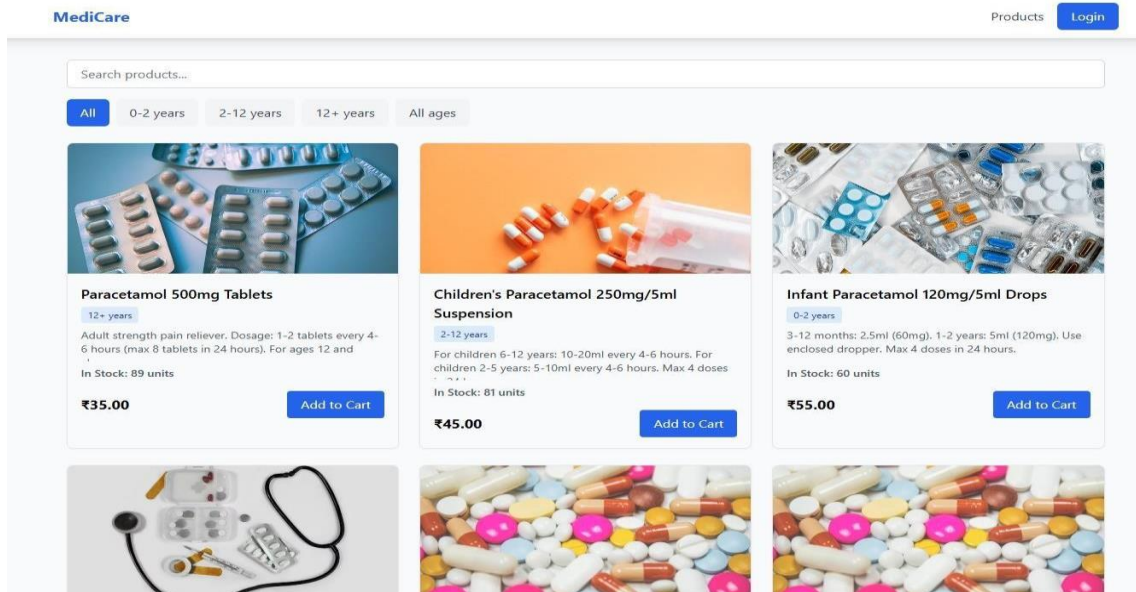 MediCare
Products
Login
Search products...
All
0-2 years
2-12 years
12+ years
All ages
Paracetamol 500mg Tablets
12+ years
Adult strength pain reliever. Dosage: 1-2 tablets every 4-
6 hours (max 8 tablets in 24 hours). For ages 12 and
In Stock: 89 units
₹35.00
Add to Cart
Children's Paracetamol 250mg/5ml
Suspension
2-12 years
For children 6-12 years: 10-20ml every 4-6 hours. For
children 2-5 years: 5-10ml every 4-6 hours. Max 4 doses
In Stock: 81 units
₹45.00
Add to Cart
Infant Paracetamol 120mg/5ml Drops
0-2 years
3-12 months: 2.5ml (60mg). 1-2 years: 5ml (120mg). Use
enclosed dropper. Max 4 doses in 24 hours.
In Stock: 60 units
₹55.00
Add to Cart